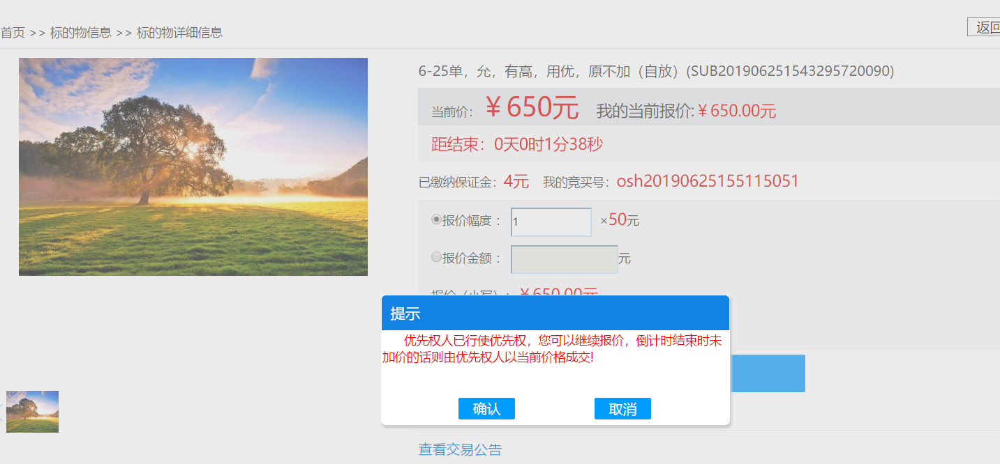 首页 >> 标的物信息 >> 标的物详细信息
返回
6-25单，允，有高，用优，原不加（自放）(SUB201906251543295720090)
当前价： ￥650元 我的当前报价:￥650.00元
距结束：0天0时1分38秒
已缴纳保证金：4元 我的竞买号：osh20190625155115051
报价幅度： 1 ×50元
报价金额： 元
报价（小写）：￥650.00元
提示
优先权人已行使优先权，您可以继续报价，倒计时结束时未
加价的话则由优先权人以当前价格成交!
确认 取消
查看交易公告